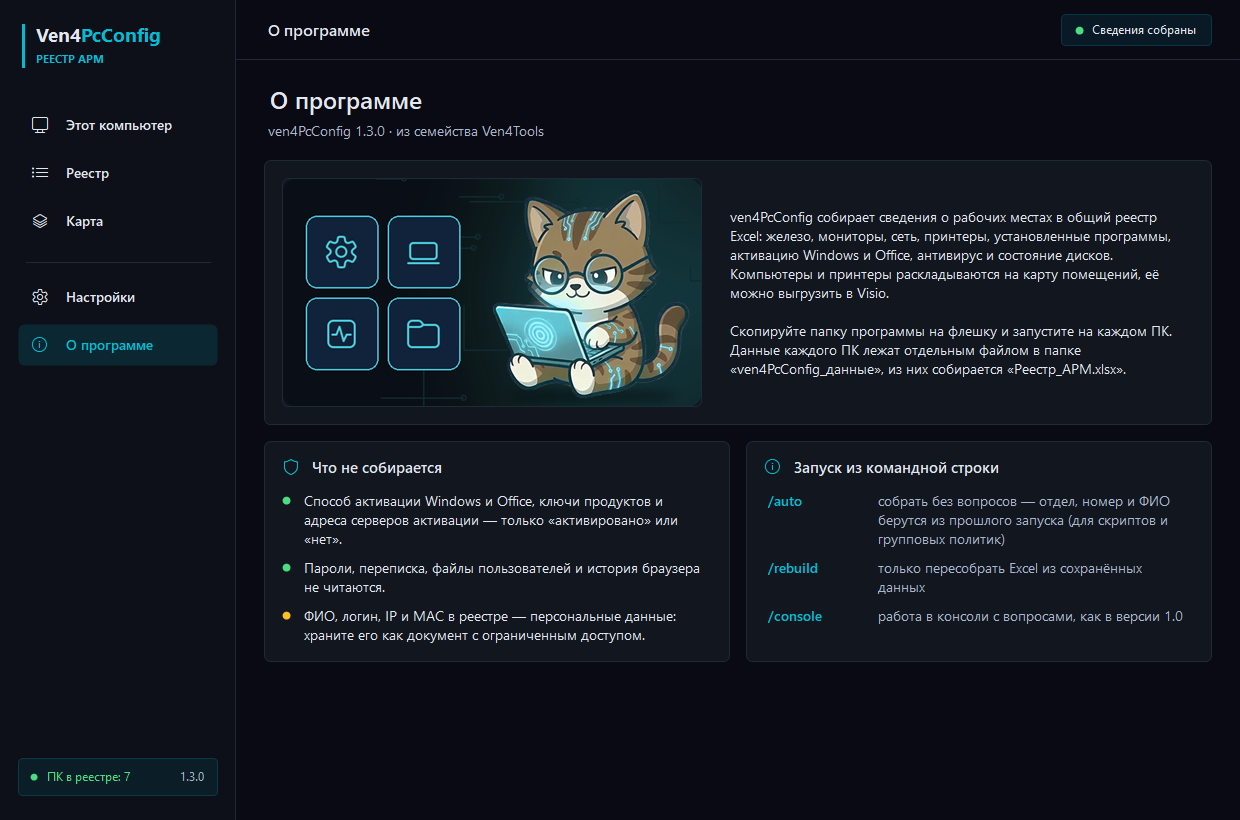 Ven4PcConfig
РЕЕСТР АРМ
Этот компьютер
Реестр
Карта
Настройки
О программе
ПК в реестре: 7
1.3.0
О программе
Сведения собраны
О программе
ven4PcConfig 1.3.0 · из семейства Ven4Tools
ven4PcConfig собирает сведения о рабочих местах в общий реестр
Excel: железо, мониторы, сеть, принтеры, установленные программы,
активацию Windows и Office, антивирус и состояние дисков.
Компьютеры и принтеры раскладываются на карту помещений, её
можно выгрузить в Visio.
Скопируйте папку программы на флешку и запустите на каждом ПК.
Данные каждого ПК лежат отдельным файлом в папке
«ven4PcConfig_данные», из них собирается «Реестр_АРМ.xlsx».
Что не собирается
Способ активации Windows и Office, ключи продуктов и
адреса серверов активации — только «активировано» или
«нет».
Пароли, переписка, файлы пользователей и история браузера
не читаются.
ФИО, логин, IP и MAC в реестре — персональные данные:
храните его как документ с ограниченным доступом.
Запуск из командной строки
/auto
собрать без вопросов — отдел, номер и ФИО
берутся из прошлого запуска (для скриптов и
групповых политик)
/rebuild
только пересобрать Excel из сохранённых
данных
/console
работа в консоли с вопросами, как в версии 1.0